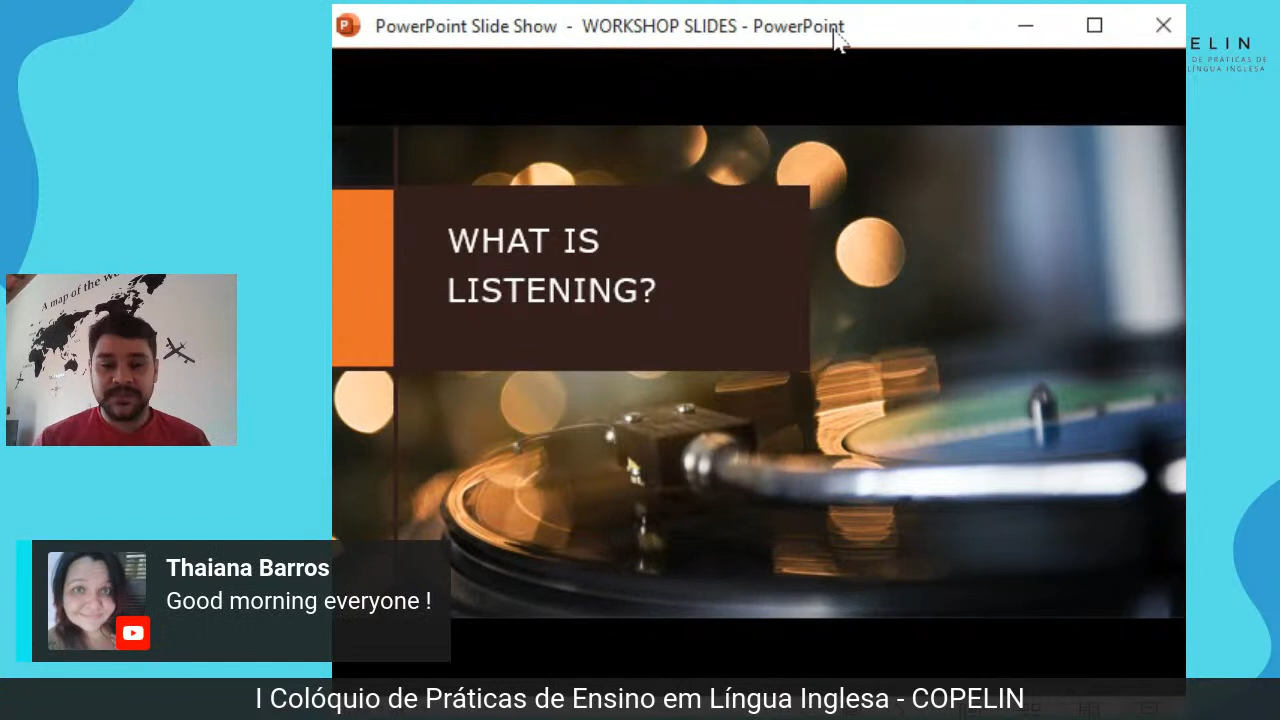 PowerPoint Slide Show - WORKSHOP SLIDES - PowerPoint
ELIN
DE PRÁTICAS DE
LÍNGUA INGLESA
WHAT IS
LISTENING?
A map of the
Thaiana Barros
Good morning everyone !
I Colóquio de Práticas de Ensino em Língua Inglesa - COPELIN